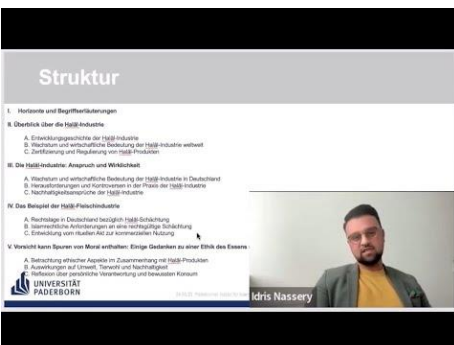 Struktur
I. Horizonte und Begriffserläuterungen
II. Überblick über die Halāl-Industrie
A. Entwicklungsgeschichte der Halāl-Industrie
B. Wachstum und wirtschaftliche Bedeutung der Halāl-Industrie weltweit
C. Zertifizierung und Regulierung von Halāl-Produkten
III. Die Halāl-Industrie: Anspruch und Wirklichkeit
A. Wachstum und wirtschaftliche Bedeutung der Halāl-Industrie in Deutschland
B. Herausforderungen und Kontroversen in der Praxis der Halāl-Industrie
C. Nachhaltigkeitsansprüche der Halāl-Industrie
IV. Das Beispiel der Halāl-Fleischindustrie
A. Rechtslage in Deutschland bezüglich Halāl-Schächtung
B. Islamrechtliche Anforderungen an eine rechtsgültige Schächtung
C. Entwicklung vom rituellen Akt zur kommerziellen Nutzung
V. Vorsicht kann Spuren von Moral enthalten: Einige Gedanken zu einer Ethik des Essens
A. Betrachtung ethischer Aspekte im Zusammenhang mit Halāl-Produkten
B. Auswirkungen auf Umwelt, Tierwohl und Nachhaltigkeit
C. Reflexion über persönliche Verantwortung und bewussten Konsum
UNIVERSITÄT
PADERBORN
Idris Nassery